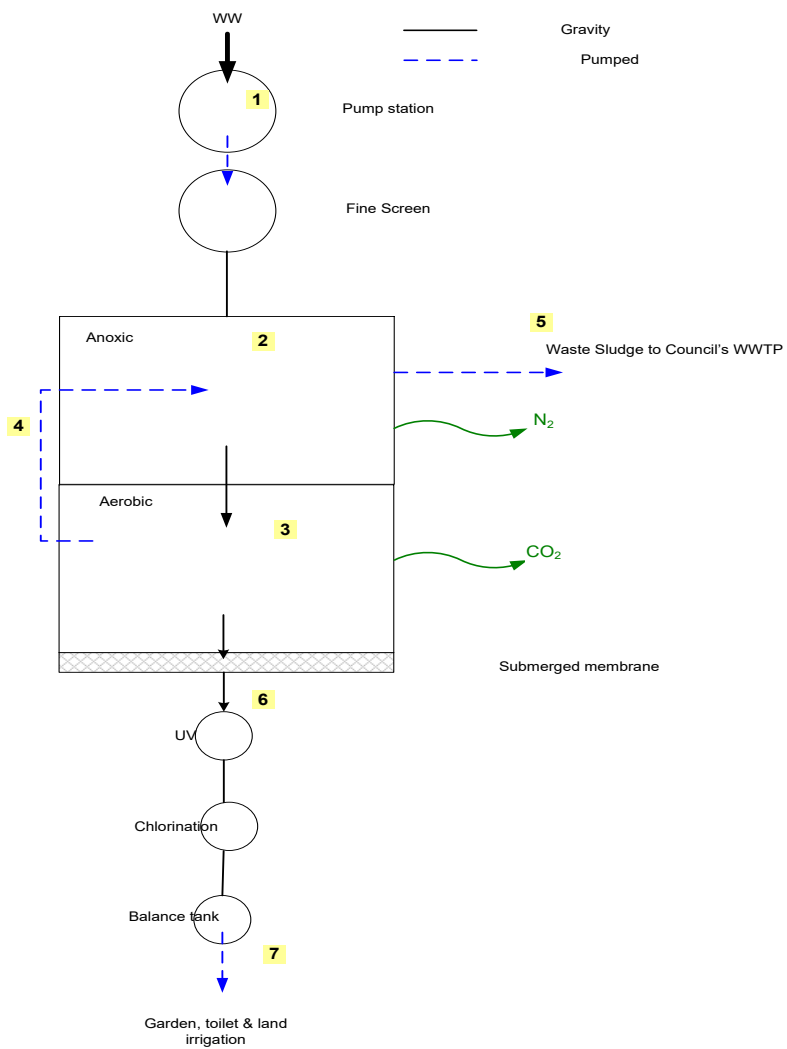 WW
Gravity
Pumped
1
Pump station
Fine Screen
Anoxic
2
5
Waste Sludge to Council's WWTP
4
N₂
Aerobic
3
CO₂
Submerged membrane
6
UV
Chlorination
Balance tank
7
Garden, toilet & land
irrigation